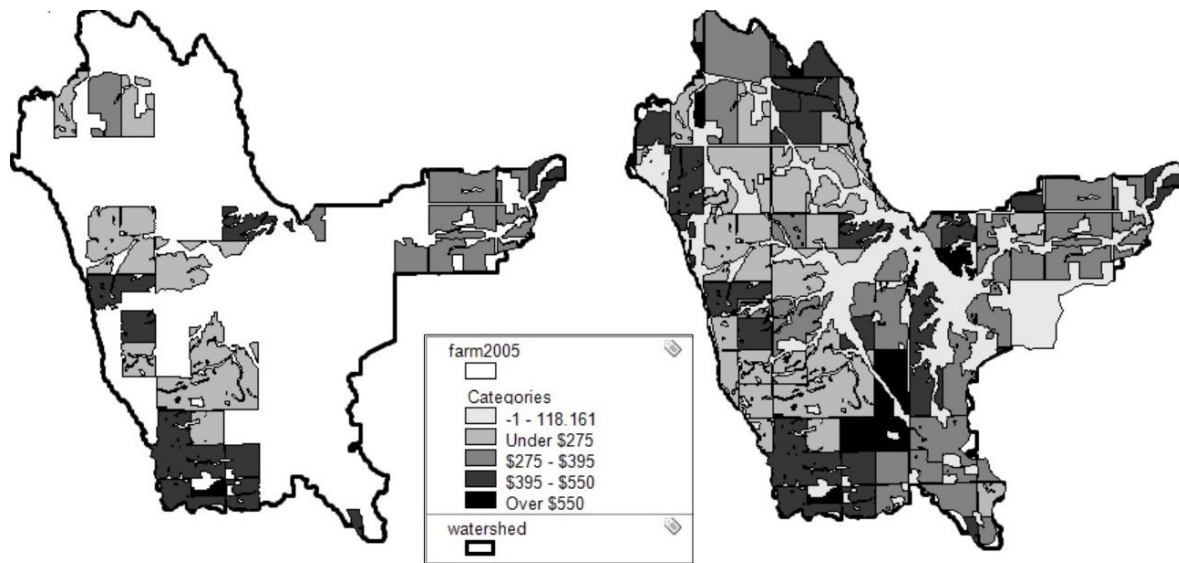 farm2005
Categories
-1 - 118.161
Under $275
$275 - $395
$395 - $550
Over $550
watershed